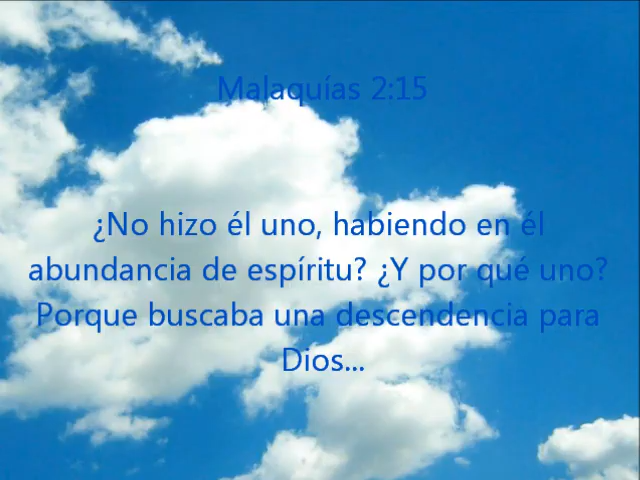 Malaquías 2:15
¿No hizo él uno, habiendo en él
abundancia de espíritu? ¿Y por qué uno?
Porque buscaba una descendencia para
Dios...